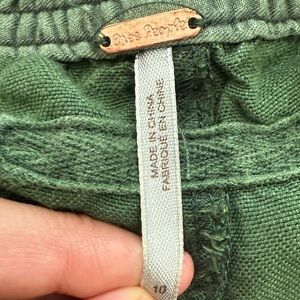 Free People
MADE IN CHINA
FABRIQUÉ EN CHINE
10